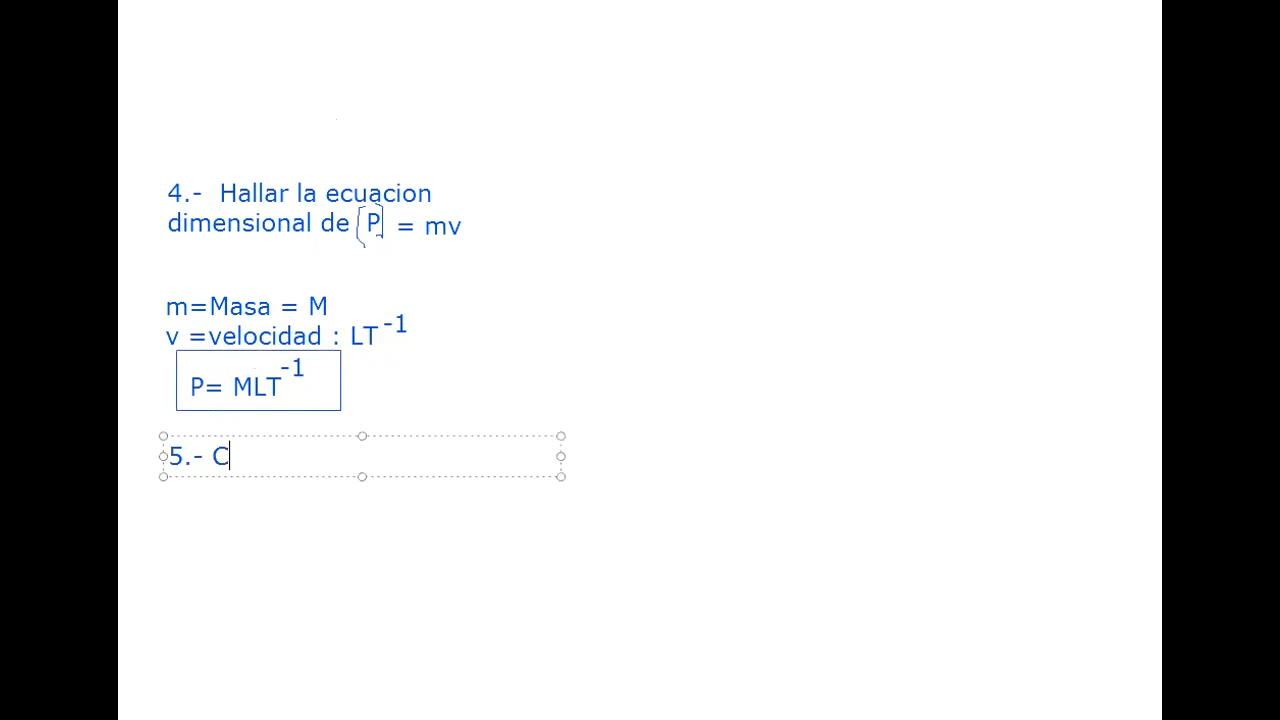 4.- Hallar la ecuacion
dimensional de [P] = mv
m=Masa = M
v =velocidad : LT⁻¹
P= MLT⁻¹
5.- C